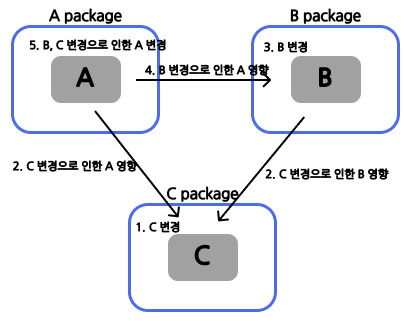 A package
B package
5. B, C 변경으로 인한 A 변경
3. B 변경
A
4. B 변경으로 인한 A 영향
B
2. C 변경으로 인한 A 영향
2. C 변경으로 인한 B 영향
C package
1. C 변경
C